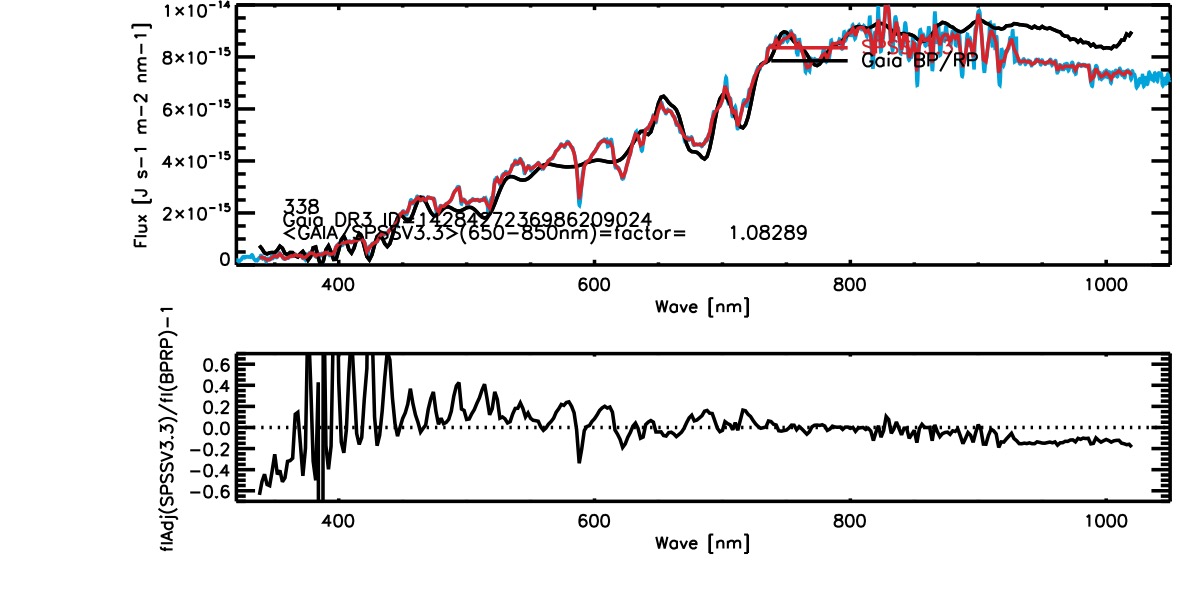 1×10⁻¹⁴
8×10⁻¹⁵
6×10⁻¹⁵
4×10⁻¹⁵
2×10⁻¹⁵
0
Flux [J s−1 m−2 nm−1]
Gaia BP/RP
338
Gaia DR3
<GAIA/SPSSV3.3>(650−850nm)=factor= 1.08289
400 600 800 1000
Wave [nm]
flAdj(SPSSV3.3)/fl(BPRP)−1
0.6
0.4
0.2
0.0
−0.2
−0.4
−0.6
400 600 800 1000
Wave [nm]